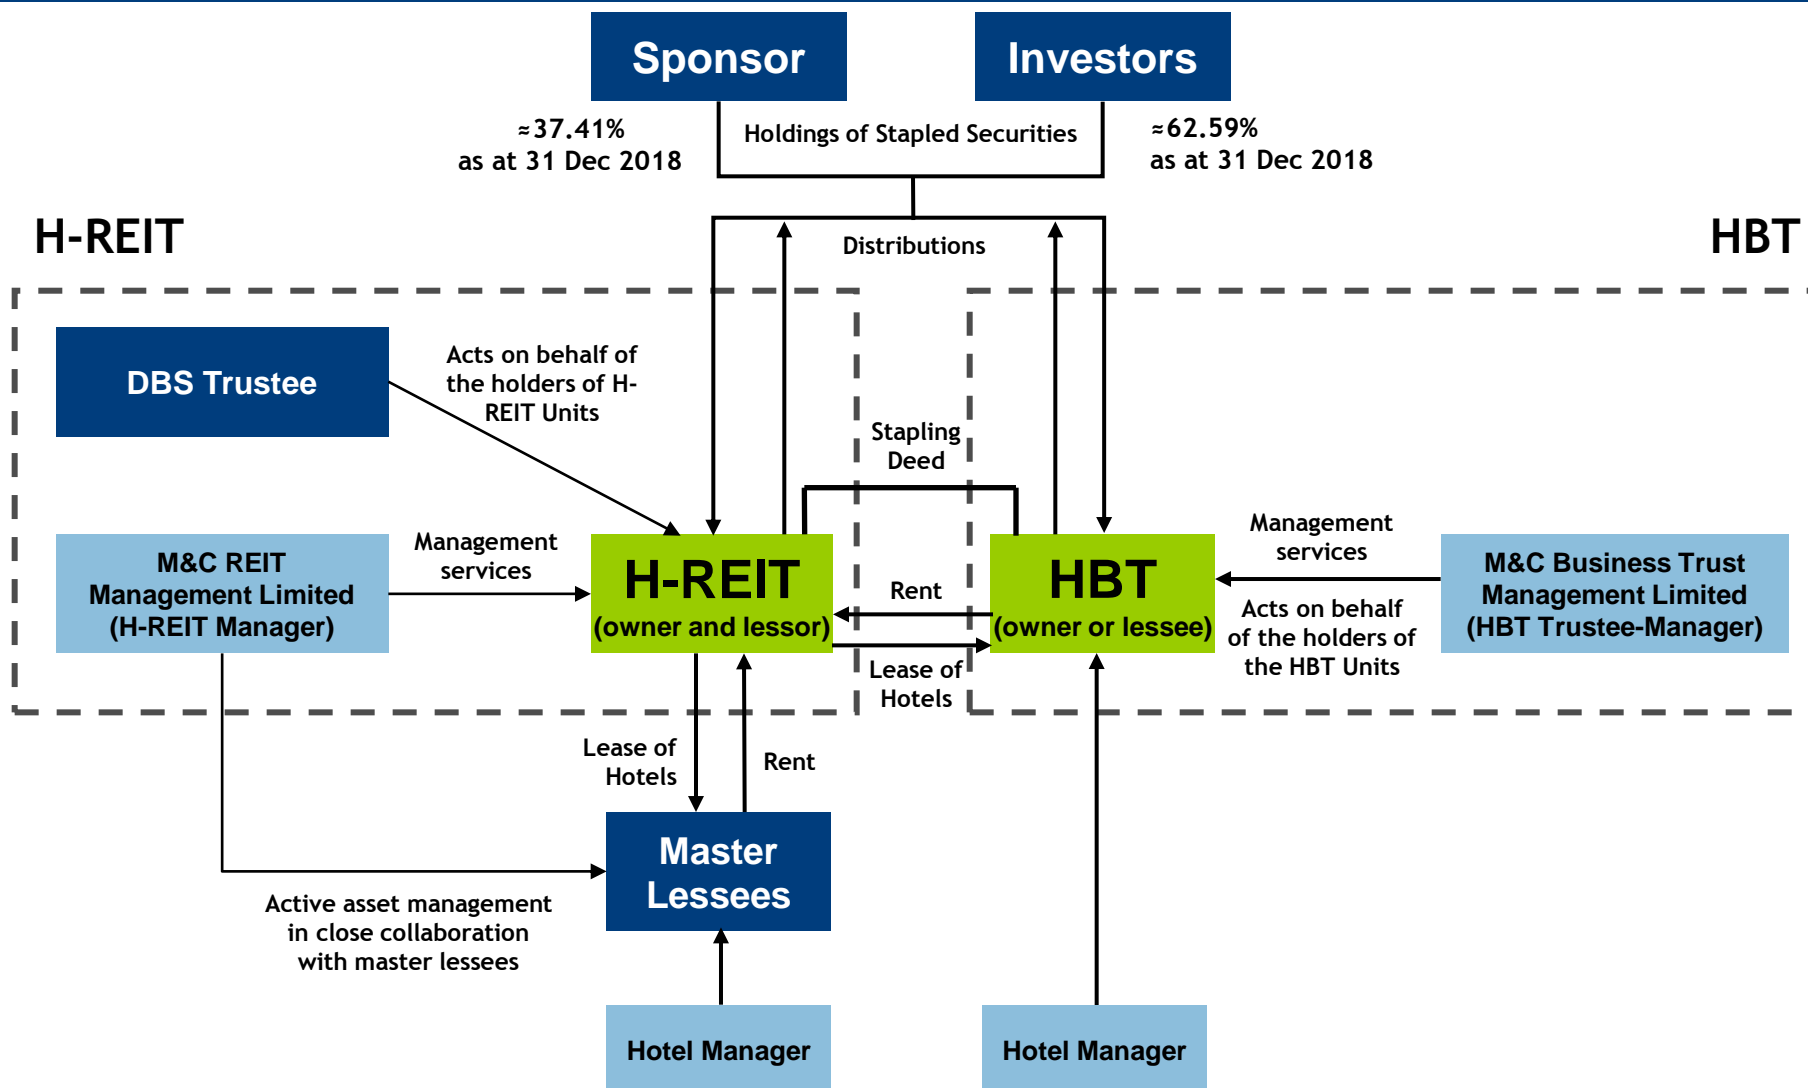 Sponsor
Investors
≈37.41%
as at 31 Dec 2018
Holdings of Stapled Securities
≈62.59%
as at 31 Dec 2018
H-REIT
HBT
Distributions
DBS Trustee
Acts on behalf of
the holders of H-
REIT Units
Stapling
Deed
M&C REIT
Management Limited
(H-REIT Manager)
Management
services
H-REIT
(owner and lessor)
Rent
Lease of
Hotels
HBT
(owner or lessee)
Management
services
Acts on behalf
of the holders of
the HBT Units
M&C Business Trust
Management Limited
(HBT Trustee-Manager)
Lease of
Hotels
Rent
Master
Lessees
Active asset management
in close collaboration
with master lessees
Hotel Manager
Hotel Manager